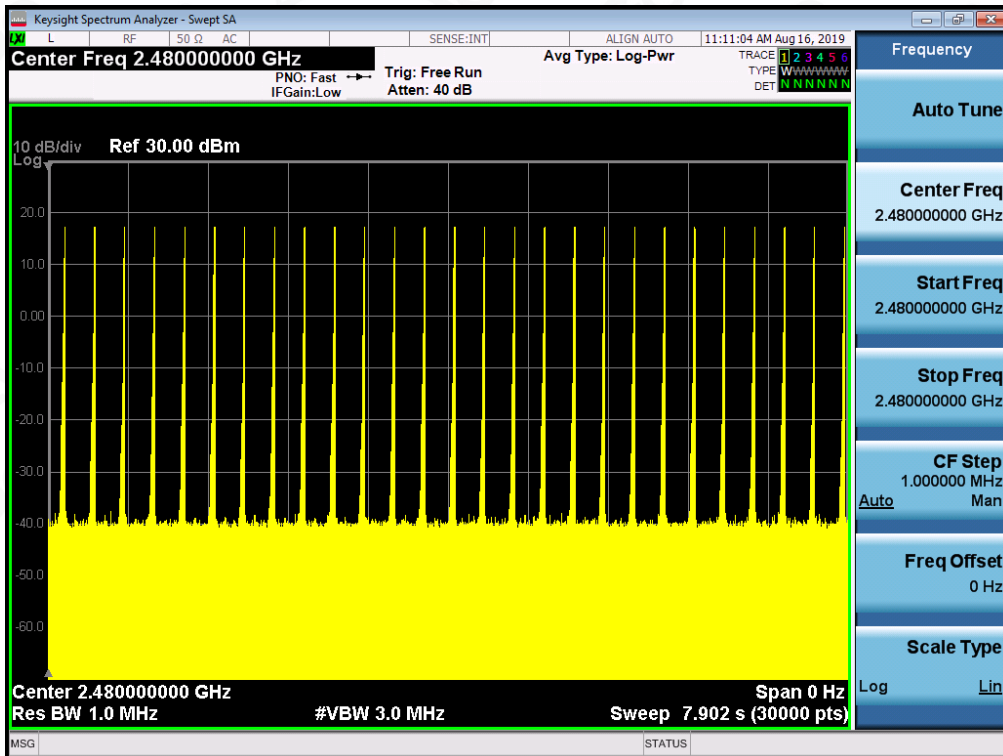 Keysight Spectrum Analyzer - Swept SA
LXI L RF 50 Ω AC SENSE:INT ALIGN AUTO 11:11:04 AM Aug 16, 2019
Center Freq 2.480000000 GHz
PNO: Fast
IFGain:Low
Trig: Free Run
Atten: 40 dB
Avg Type: Log-Pwr
TRACE 1 2 3 4 5 6
TYPE WWWWWW
DET N N N N N N
10 dB/div
Log
Ref 30.00 dBm
20.0
10.0
0.00
-10.0
-20.0
-30.0
-40.0
-50.0
-60.0
Center 2.480000000 GHz Span 0 Hz
Res BW 1.0 MHz #VBW 3.0 MHz Sweep 7.902 s (30000 pts)
MSG STATUS
Frequency
Auto Tune
Center Freq
2.480000000 GHz
Start Freq
2.480000000 GHz
Stop Freq
2.480000000 GHz
CF Step
1.000000 MHz
Auto Man
Freq Offset
0 Hz
Scale Type
Log Lin